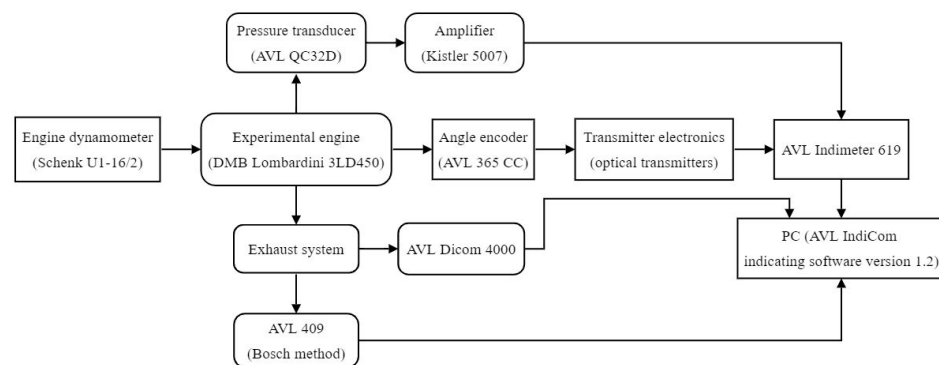 Pressure transducer
(AVL QC32D)
Amplifier
(Kistler 5007)
Engine dynamometer
(Schenk U1-16/2)
Experimental engine
(DMB Lombardini 3LD450)
Angle encoder
(AVL 365 CC)
Transmitter electronics
(optical transmitters)
AVL Indimeter 619
Exhaust system
AVL Dicom 4000
PC (AVL IndiCom
indicating software version 1.2)
AVL 409
(Bosch method)